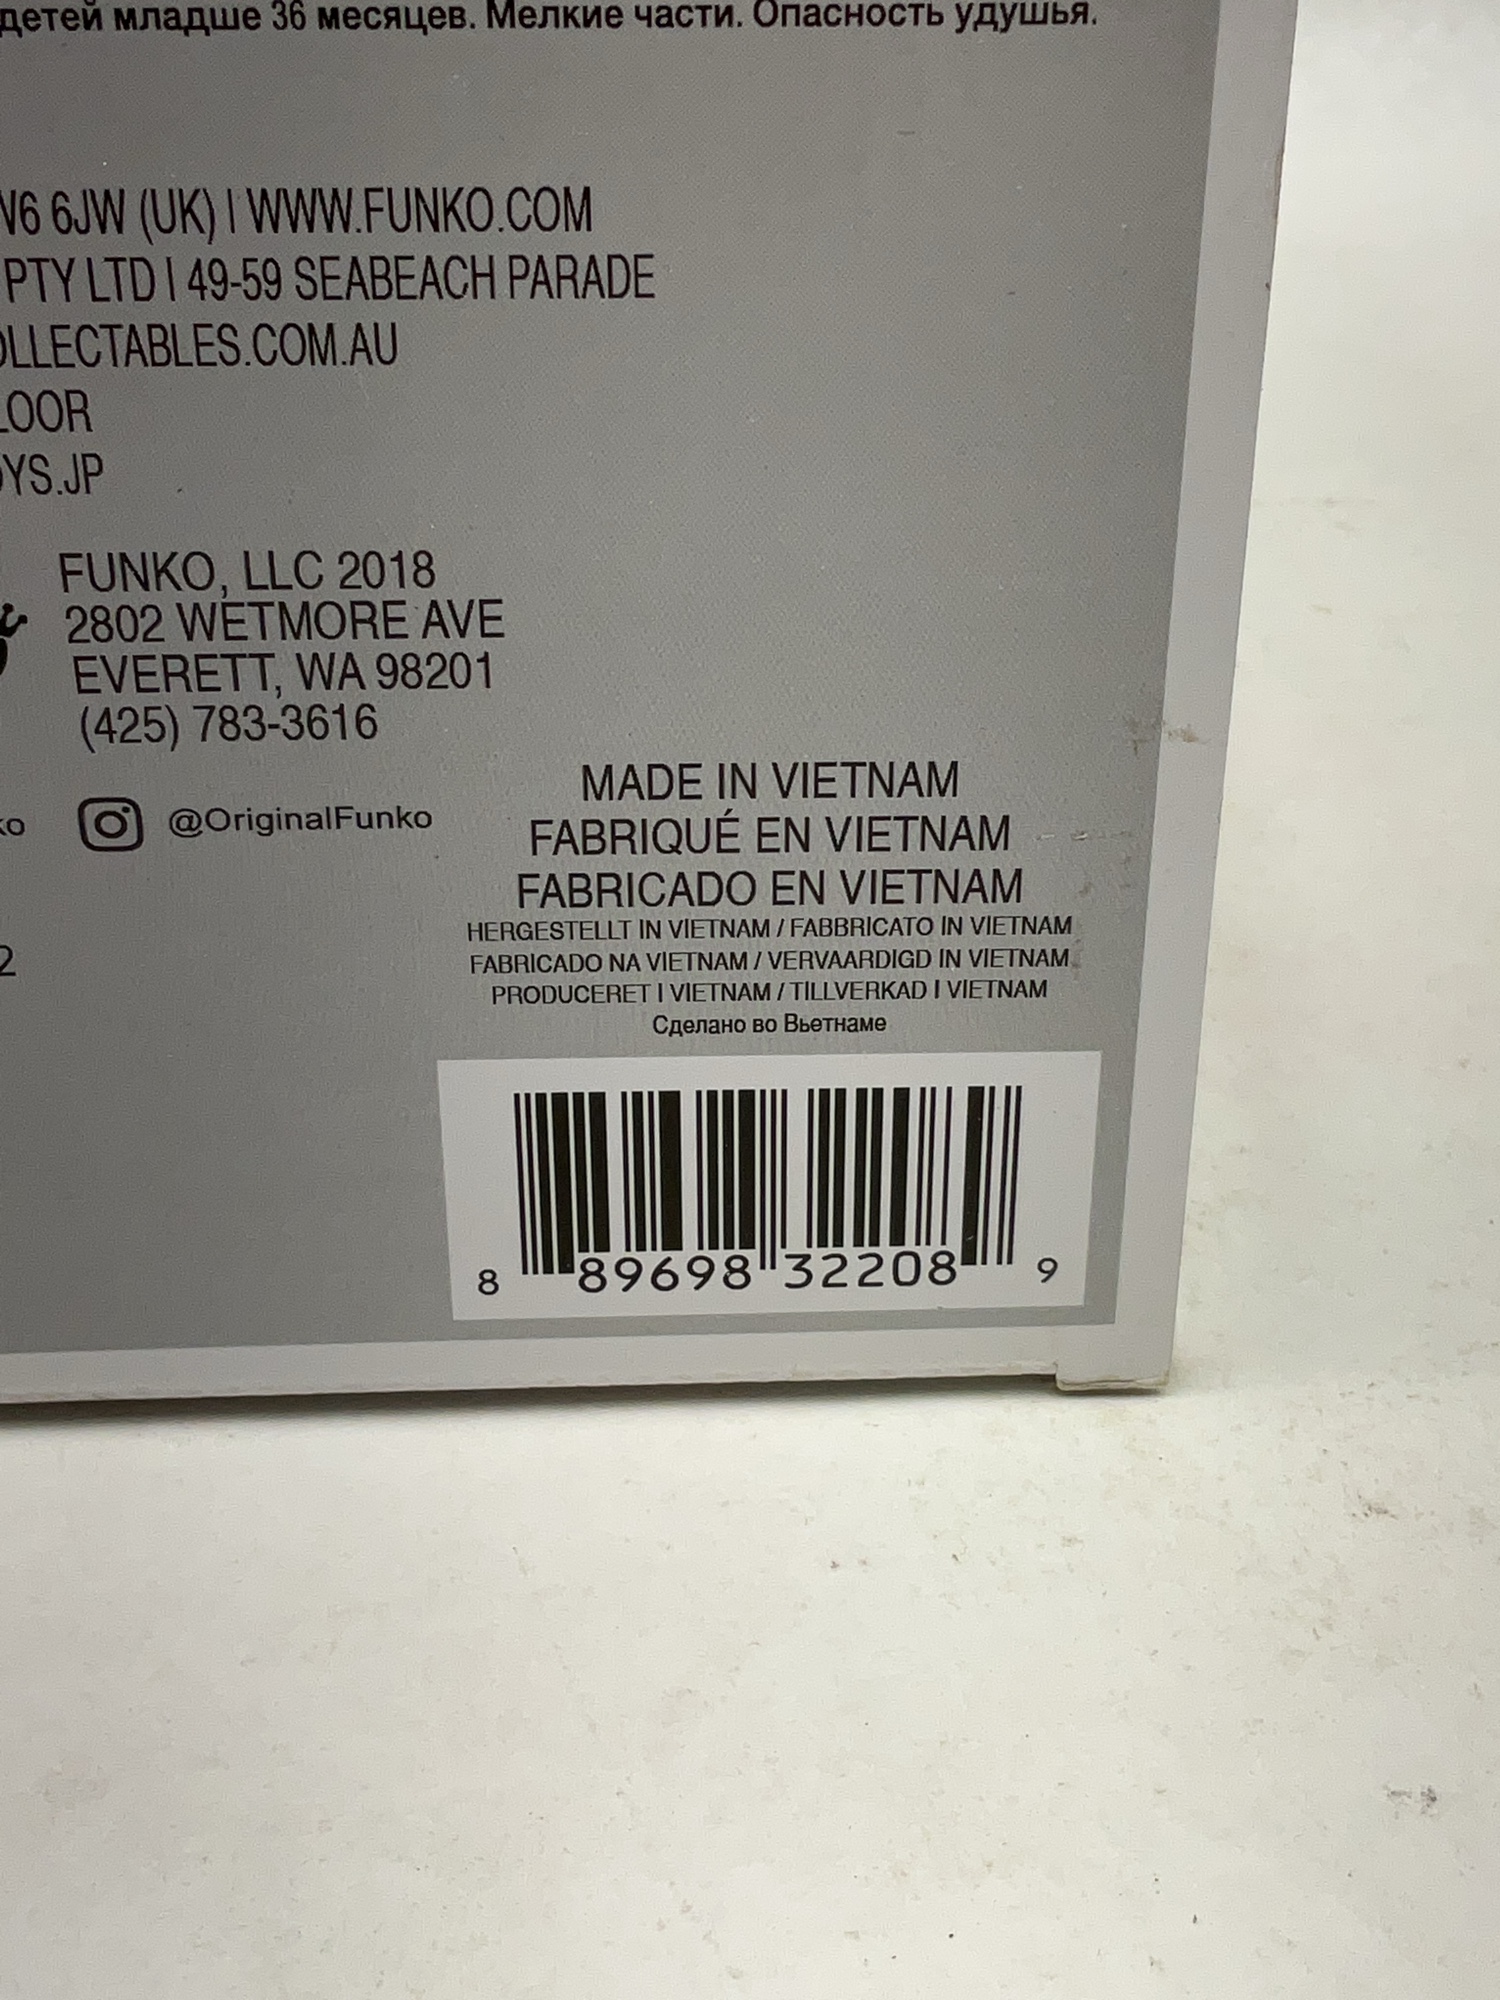 детей младше 36 месяцев. Мелкие части. Опасность удушья.
6JW (UK) | WWW.FUNKO.COM
PTY LTD | 49-59 SEABEACH PARADE
OLLECTABLES.COM.AU
LOOR
OYS.JP
FUNKO, LLC 2018
2802 WETMORE AVE
EVERETT, WA 98201
(425) 783-3616
@OriginalFunko
MADE IN VIETNAM
FABRIQUÉ EN VIETNAM
FABRICADO EN VIETNAM
HERGESTELLT IN VIETNAM / FABBRICATO IN VIETNAM
FABRICADO NA VIETNAM / VERVAARDIGD IN VIETNAM
PRODUCERET I VIETNAM / TILLVERKAD I VIETNAM
Сделано во Вьетнаме
2
8 89698 32208 9